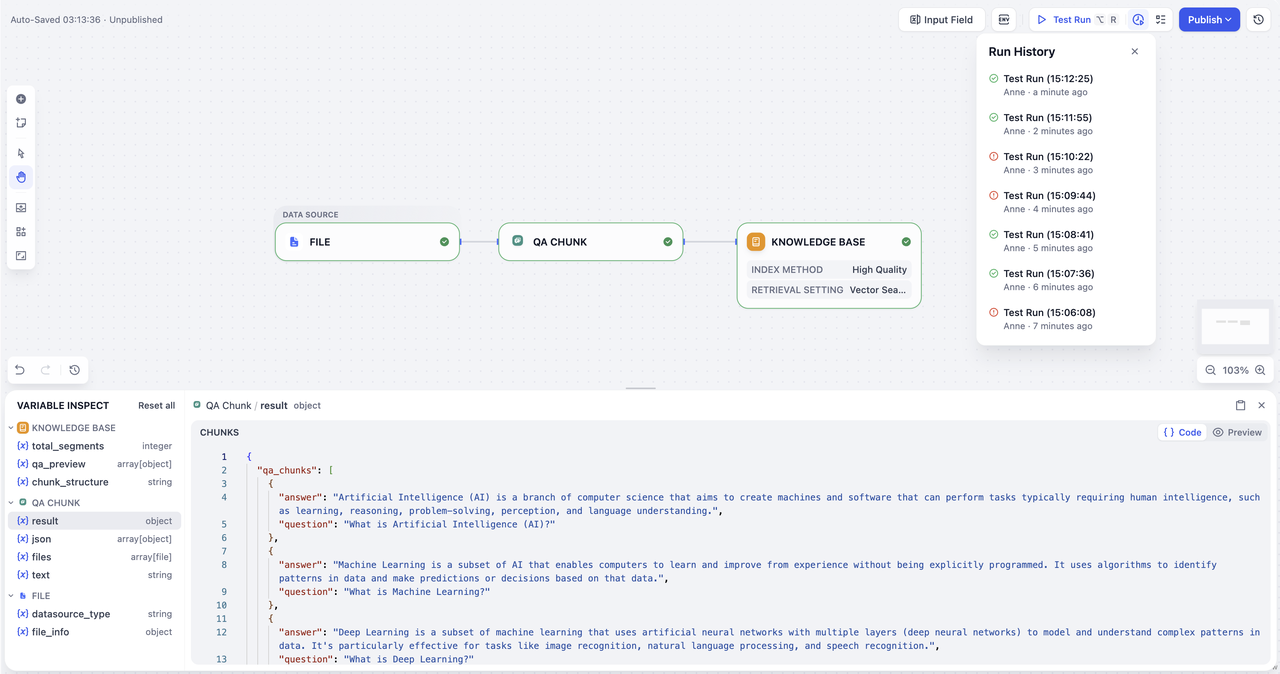 Auto-Saved 03:13:36 · Unpublished
Input Field
ENV
Test Run ⌥ R
Publish
Run History
Test Run (15:12:25)
Anne · a minute ago
Test Run (15:11:55)
Anne · 2 minutes ago
Test Run (15:10:22)
Anne · 3 minutes ago
Test Run (15:09:44)
Anne · 4 minutes ago
Test Run (15:08:41)
Anne · 5 minutes ago
Test Run (15:07:36)
Anne · 6 minutes ago
Test Run (15:06:08)
Anne · 7 minutes ago
DATA SOURCE
FILE
QA CHUNK
KNOWLEDGE BASE
INDEX METHOD High Quality
RETRIEVAL SETTING Vector Sea...
103%
VARIABLE INSPECT Reset all
KNOWLEDGE BASE
{x} total_segments integer
{x} qa_preview array[object]
{x} chunk_structure string
QA CHUNK
{x} result object
{x} json array[object]
{x} files array[file]
{x} text string
FILE
{x} datasource_type string
{x} file_info object
QA Chunk / result object
CHUNKS
{ } Code Preview
1 {
2 "qa_chunks": [
3 {
4 "answer": "Artificial Intelligence (AI) is a branch of computer science that aims to create machines and software that can perform tasks typically requiring human intelligence, such
as learning, reasoning, problem-solving, perception, and language understanding.",
5 "question": "What is Artificial Intelligence (AI)?"
6 },
7 {
8 "answer": "Machine Learning is a subset of AI that enables computers to learn and improve from experience without being explicitly programmed. It uses algorithms to identify
patterns in data and make predictions or decisions based on that data.",
9 "question": "What is Machine Learning?"
10 },
11 {
12 "answer": "Deep Learning is a subset of machine learning that uses artificial neural networks with multiple layers (deep neural networks) to model and understand complex patterns in
data. It's particularly effective for tasks like image recognition, natural language processing, and speech recognition.",
13 "question": "What is Deep Learning?"